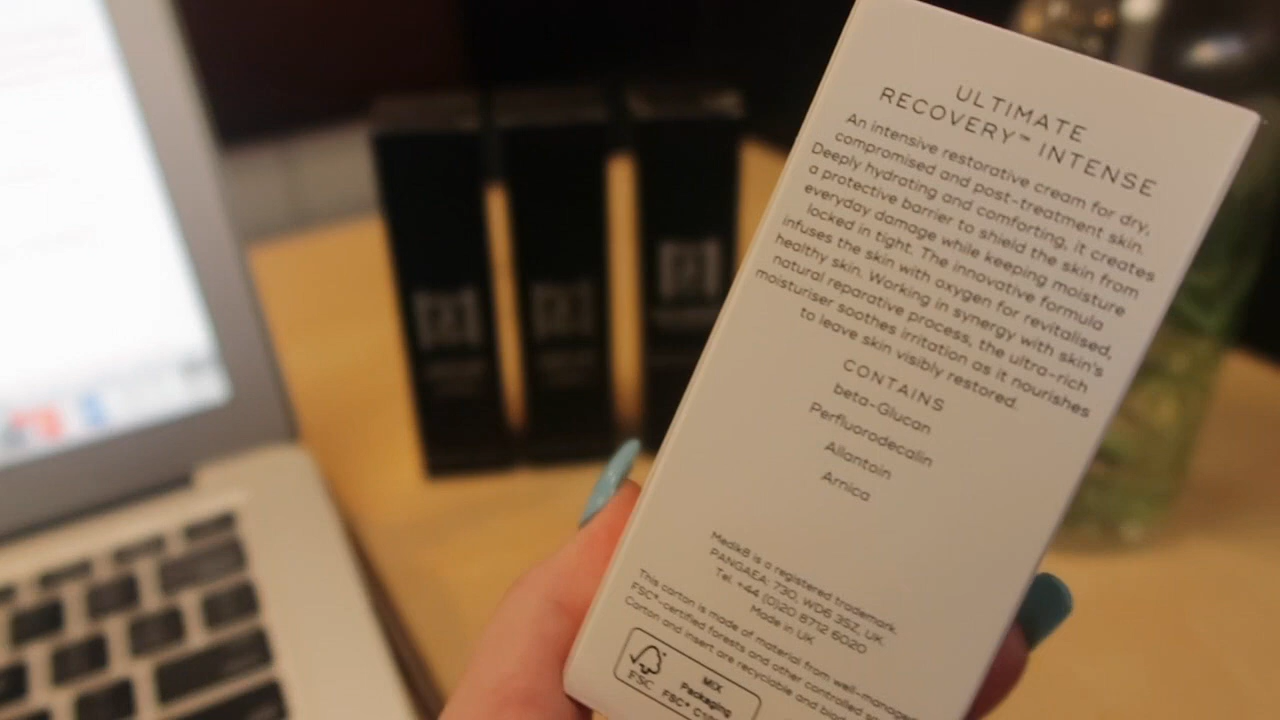 ULTIMATE
RECOVERY™ INTENSE
An intensive restorative cream for dry,
compromised and post-treatment skin.
Deeply hydrating and comforting, it creates
a protective barrier to shield the skin from
everyday damage while keeping moisture
locked in tight. The innovative formula
infuses the skin with oxygen for revitalised,
healthy skin. Working in synergy with skin's
natural reparative process, the ultra-rich
moisturiser soothes irritation as it nourishes
to leave skin visibly restored.
CONTAINS
beta-Glucan
Perfluorodecalin
Allantoin
Arnica
Medik8 is a registered trademark.
PANGAEA: 730, WD6 3SZ, UK.
Tel. +44 (0)20 8712 6020
Made in UK
This carton is made of material from well-managed
FSC®-certified forests and other controlled
Carton and insert are recyclable and
FSC
MIX
Packaging
FSC®